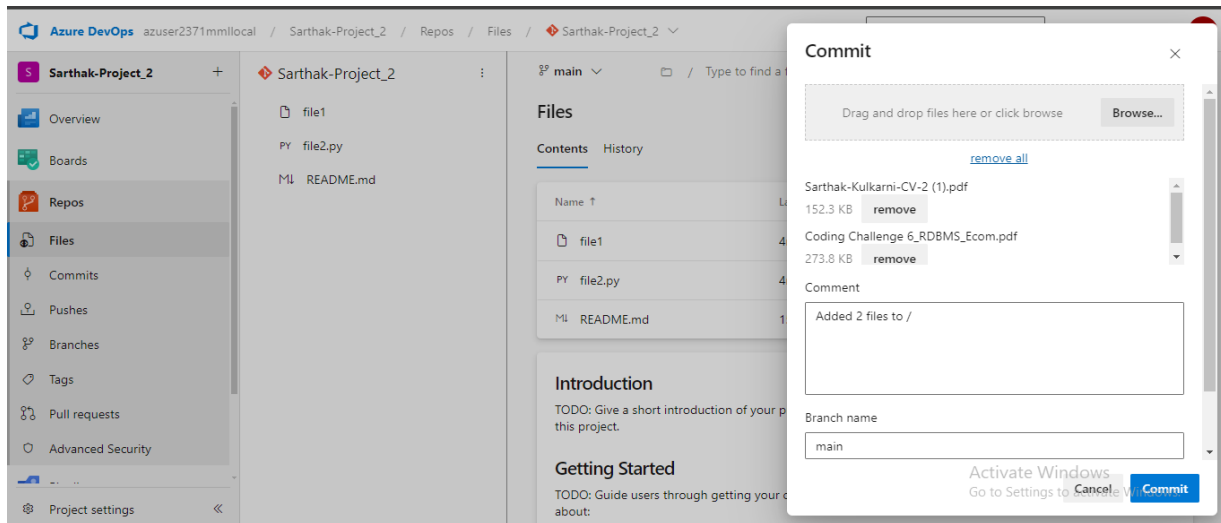 Azure DevOps azuser2371mmllocal / Sarthak-Project_2 / Repos / Files / Sarthak-Project_2
S Sarthak-Project_2 +
Overview
Boards
Repos
Files
Commits
Pushes
Branches
Tags
Pull requests
Advanced Security
Project settings
Sarthak-Project_2
file1
PY file2.py
M↓ README.md
main / Type to find a
Files
Contents History
Name ↑
file1 4
PY file2.py 4
M↓ README.md 1
Introduction
TODO: Give a short introduction of your p
this project.
Getting Started
TODO: Guide users through getting your c
about:
Commit
Drag and drop files here or click browse Browse...
remove all
Sarthak-Kulkarni-CV-2 (1).pdf
152.3 KB remove
Coding Challenge 6_RDBMS_Ecom.pdf
273.8 KB remove
Comment
Added 2 files to /
Branch name
main
Activate Windows
Go to Settings to activate Windows.
Cancel Commit